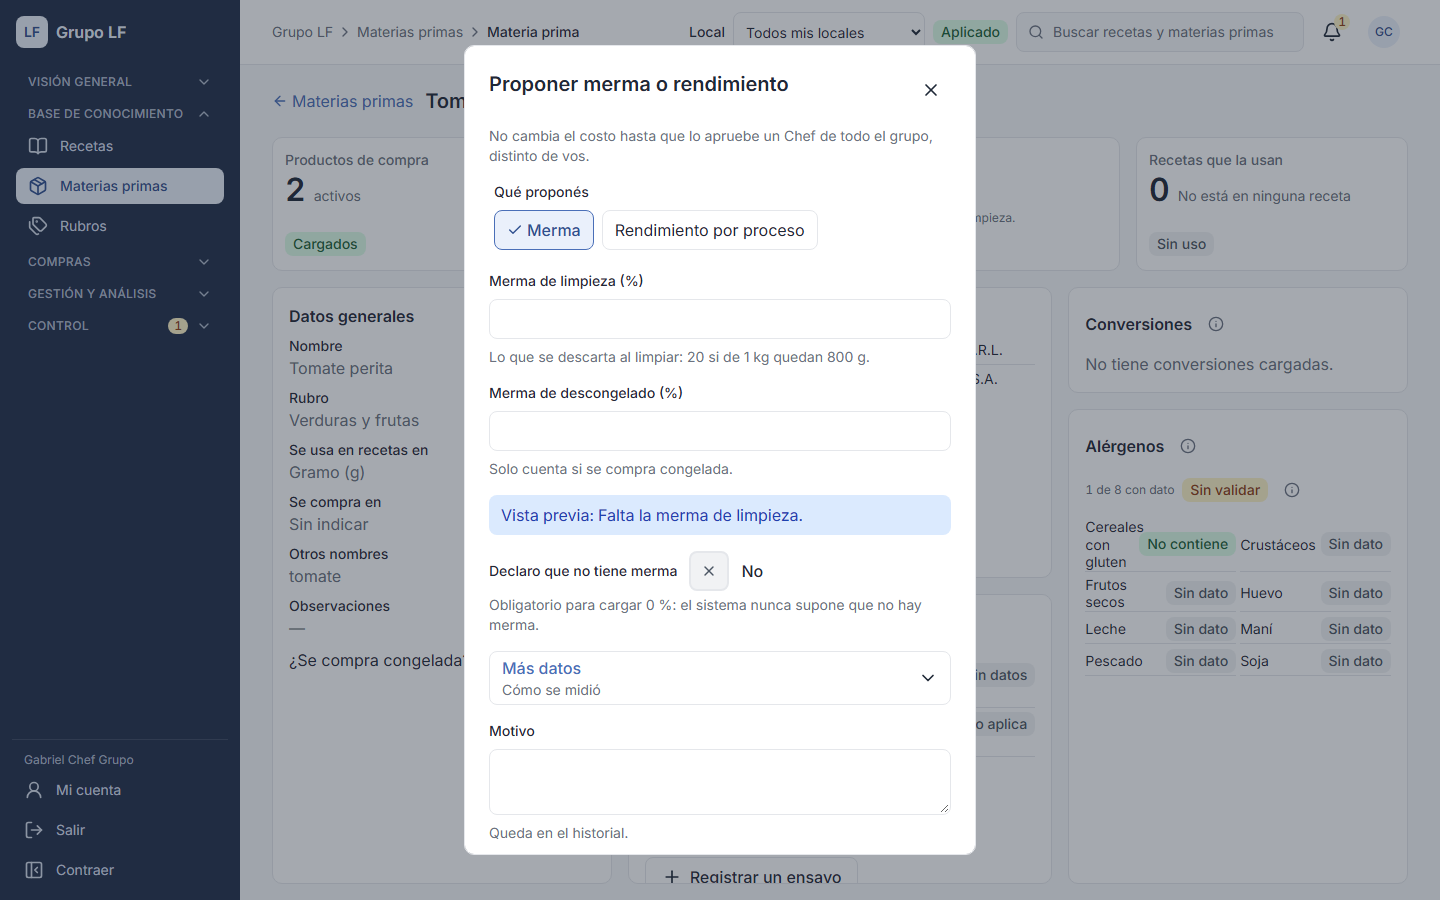 LF
Grupo LF
VISIÓN GENERAL
BASE DE CONOCIMIENTO
Recetas
Materias primas
Rubros
COMPRAS
GESTIÓN Y ANÁLISIS
CONTROL
1
Gabriel Chef Grupo
Mi cuenta
Salir
Contraer
Grupo LF
Materias primas
Materia prima
Local
Todos mis locales
Aplicado
Buscar recetas y materias primas
1
GC
Materias primas
Tom
Productos de compra
2 activos
Cargados
mpieza.
Recetas que la usan
0 No está en ninguna receta
Sin uso
Datos generales
Nombre
Tomate perita
Rubro
Verduras y frutas
Se usa en recetas en
Gramo (g)
Se compra en
Sin indicar
Otros nombres
tomate
Observaciones
—
¿Se compra congelada?
Proponer merma o rendimiento
No cambia el costo hasta que lo apruebe un Chef de todo el grupo,
distinto de vos.
Qué proponés
Merma
Rendimiento por proceso
Merma de limpieza (%)
Lo que se descarta al limpiar: 20 si de 1 kg quedan 800 g.
Merma de descongelado (%)
Solo cuenta si se compra congelada.
Vista previa: Falta la merma de limpieza.
Declaro que no tiene merma
No
Obligatorio para cargar 0 %: el sistema nunca supone que no hay
merma.
Más datos
Cómo se midió
Motivo
Queda en el historial.
.R.L.
S.A.
in datos
o aplica
Registrar un ensayo
Conversiones
No tiene conversiones cargadas.
Alérgenos
1 de 8 con dato
Sin validar
Cereales
con
gluten
No contiene
Crustáceos
Sin dato
Frutos
secos
Sin dato
Huevo
Sin dato
Leche
Sin dato
Maní
Sin dato
Pescado
Sin dato
Soja
Sin dato